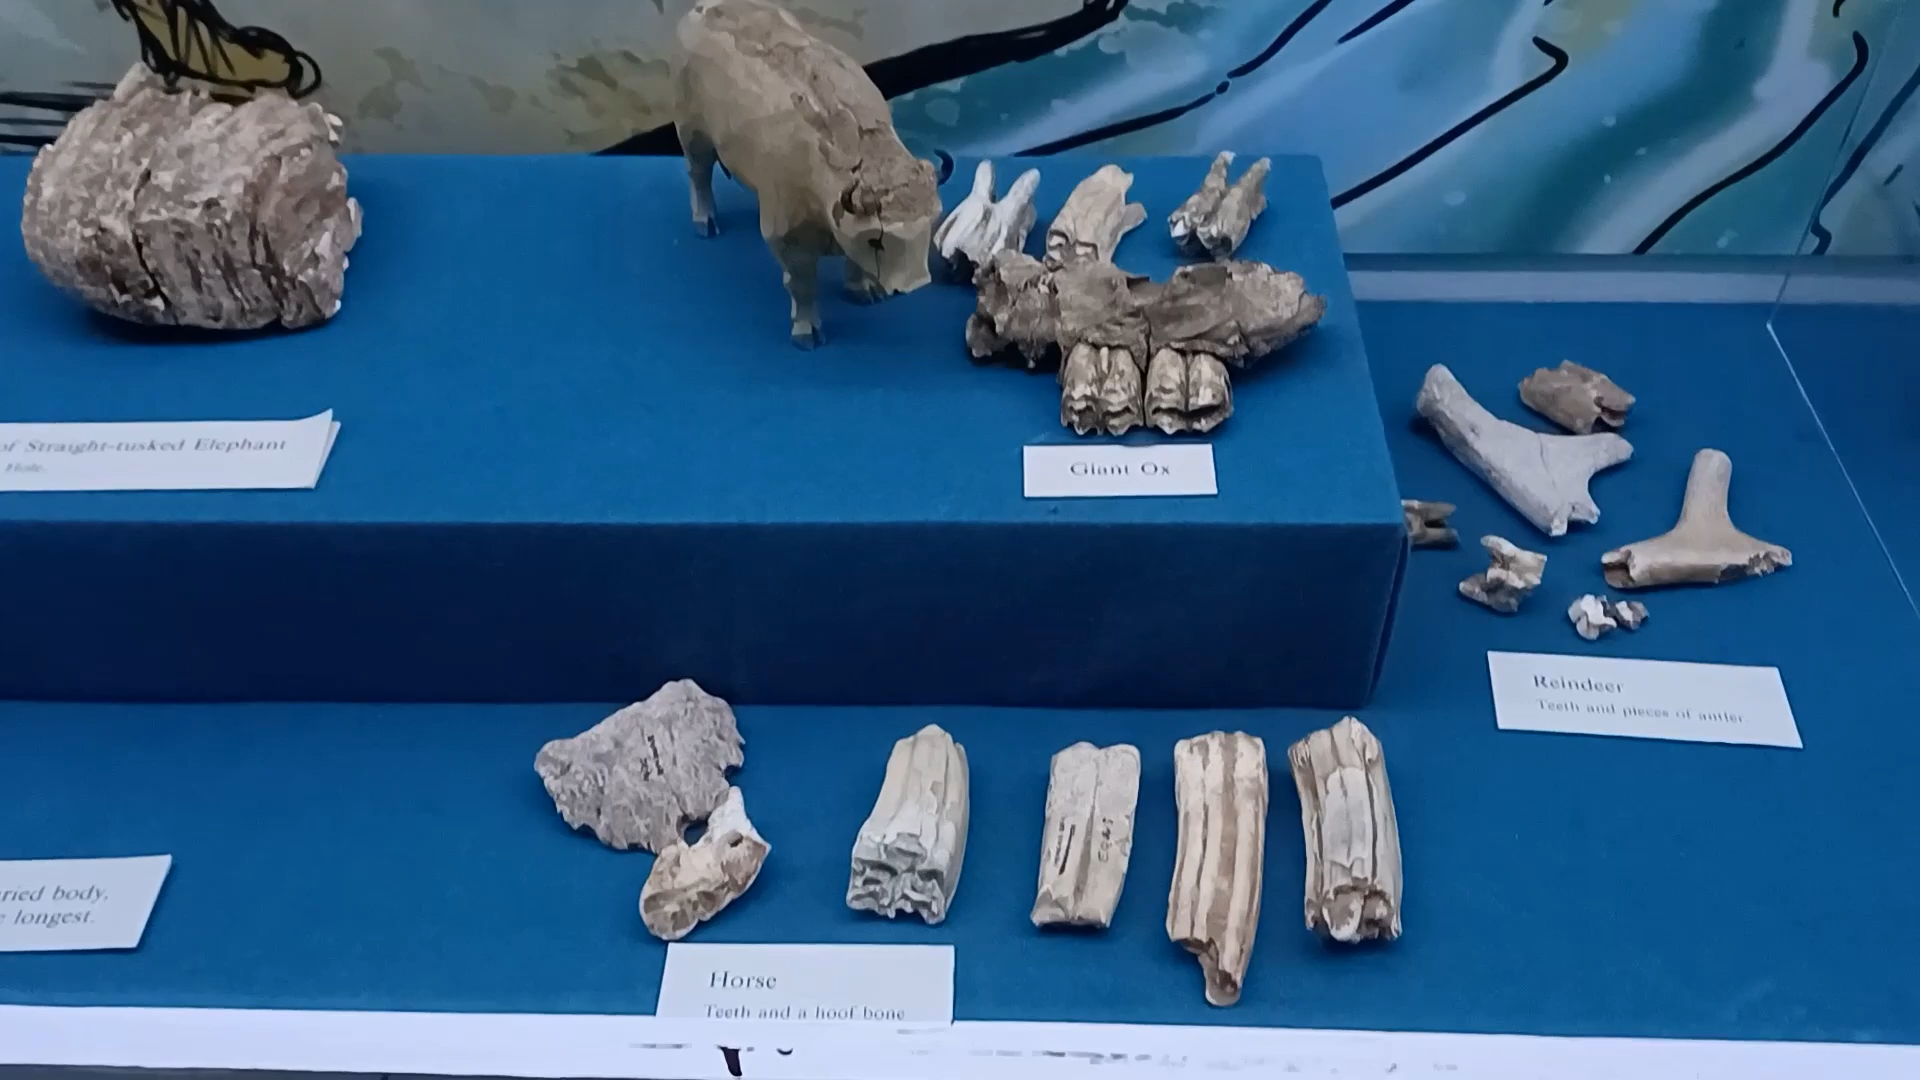 of Straight-tusked Elephant
Hole.
Giant Ox
Reindeer
Teeth and pieces of antler.
ried body,
longest.
Horse
Teeth and a hoof bone